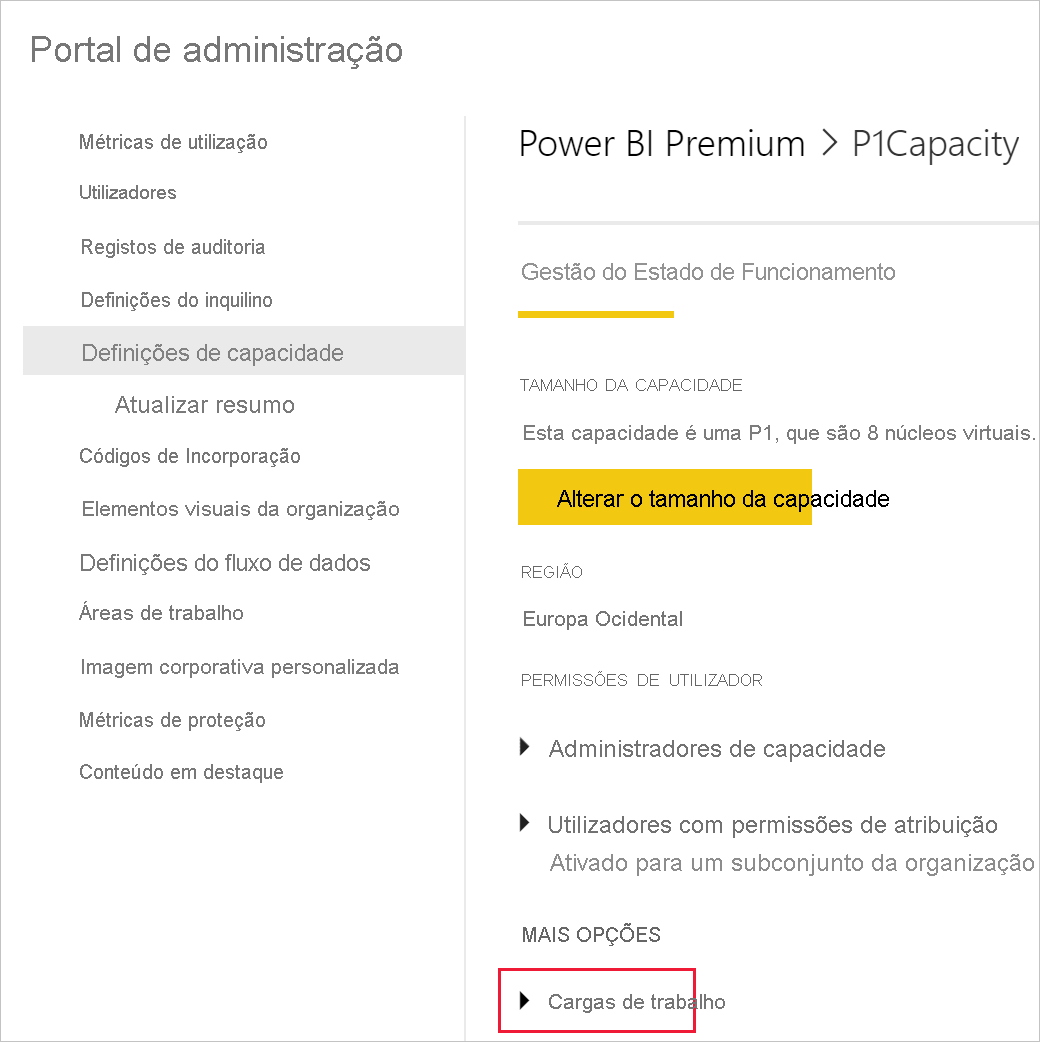 Portal de administração
Métricas de utilização
Utilizadores
Registos de auditoria
Definições do inquilino
Definições de capacidade
Atualizar resumo
Códigos de Incorporação
Elementos visuais da organização
Definições do fluxo de dados
Áreas de trabalho
Imagem corporativa personalizada
Métricas de proteção
Conteúdo em destaque
Power BI Premium > P1Capacity
Gestão do Estado de Funcionamento
TAMANHO DA CAPACIDADE
Esta capacidade é uma P1, que são 8 núcleos virtuais.
Alterar o tamanho da capacidade
REGIÃO
Europa Ocidental
PERMISSÕES DE UTILIZADOR
Administradores de capacidade
Utilizadores com permissões de atribuição
Ativado para um subconjunto da organização
MAIS OPÇÕES
Cargas de trabalho